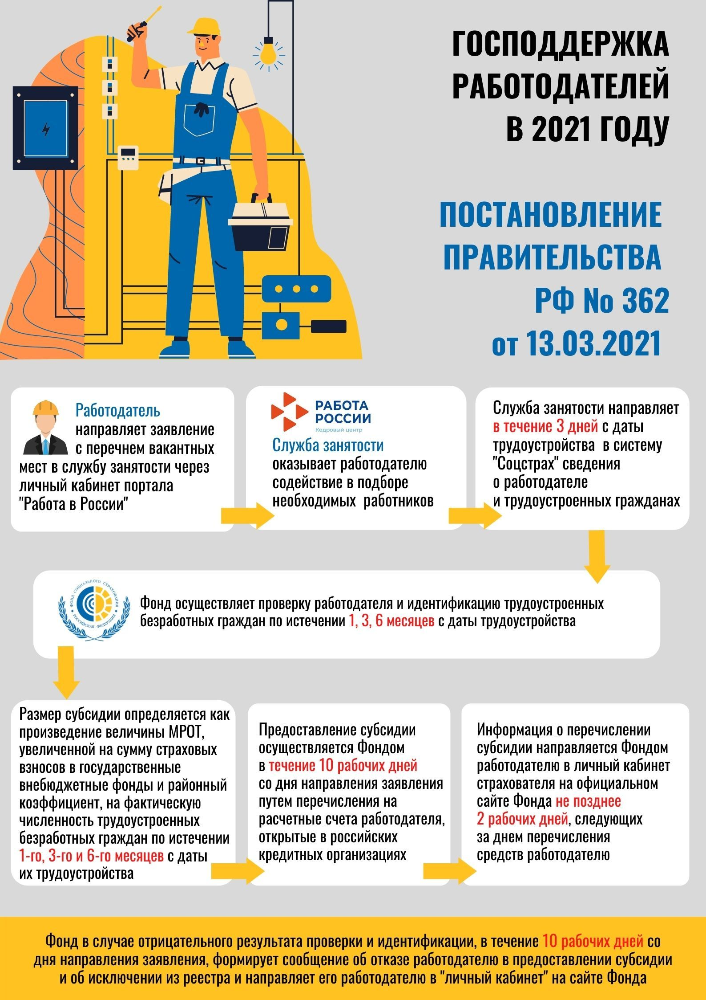 ГОСПОДДЕРЖКА
РАБОТОДАТЕЛЕЙ
В 2021 ГОДУ
ПОСТАНОВЛЕНИЕ
ПРАВИТЕЛЬСТВА
РФ No 362
от 13.03.2021
Работодатель
направляет заявление
с перечнем вакантных
мест в службу занятости через
личный кабинет портала
"Работа в России"
РАБОТА
РОССИИ
Кадровый центр
Служба занятости
оказывает работодателю
содействие в подборе
необходимых работников
Служба занятости направляет
в течение 3 дней с даты
трудоустройства в систему
"Соцстрах" сведения
о работодателе
и трудоустроенных гражданах
ФОНД СОЦИАЛЬНОГО СТРАХОВАНИЯ
РОССИЙСКАЯ ФЕДЕРАЦИЯ
Фонд осуществляет проверку работодателя и идентификацию трудоустроенных
безработных граждан по истечении 1, 3, 6 месяцев с даты трудоустройства
Размер субсидии определяется как
произведение величины МРОТ,
увеличенной на сумму страховых
взносов в государственные
внебюджетные фонды и районный
коэффициент, на фактическую
численность трудоустроенных
безработных граждан по истечении
1-го, 3-го и 6-го месяцев с даты
их трудоустройства
Предоставление субсидии
осуществляется Фондом
в течение 10 рабочих дней
со дня направления заявления
путем перечисления на
расчетные счета работодателя,
открытые в российских
кредитных организациях
Информация о перечислении
субсидии направляется Фондом
работодателю в личный кабинет
страхователя на официальном
сайте Фонда не позднее
2 рабочих дней, следующих
за днем перечисления
средств работодателю
Фонд в случае отрицательного результата проверки и идентификации, в течение 10 рабочих дней со
дня направления заявления, формирует сообщение об отказе работодателю в предоставлении субсидии
и об исключении из реестра и направляет его работодателю в "личный кабинет" на сайте Фонда